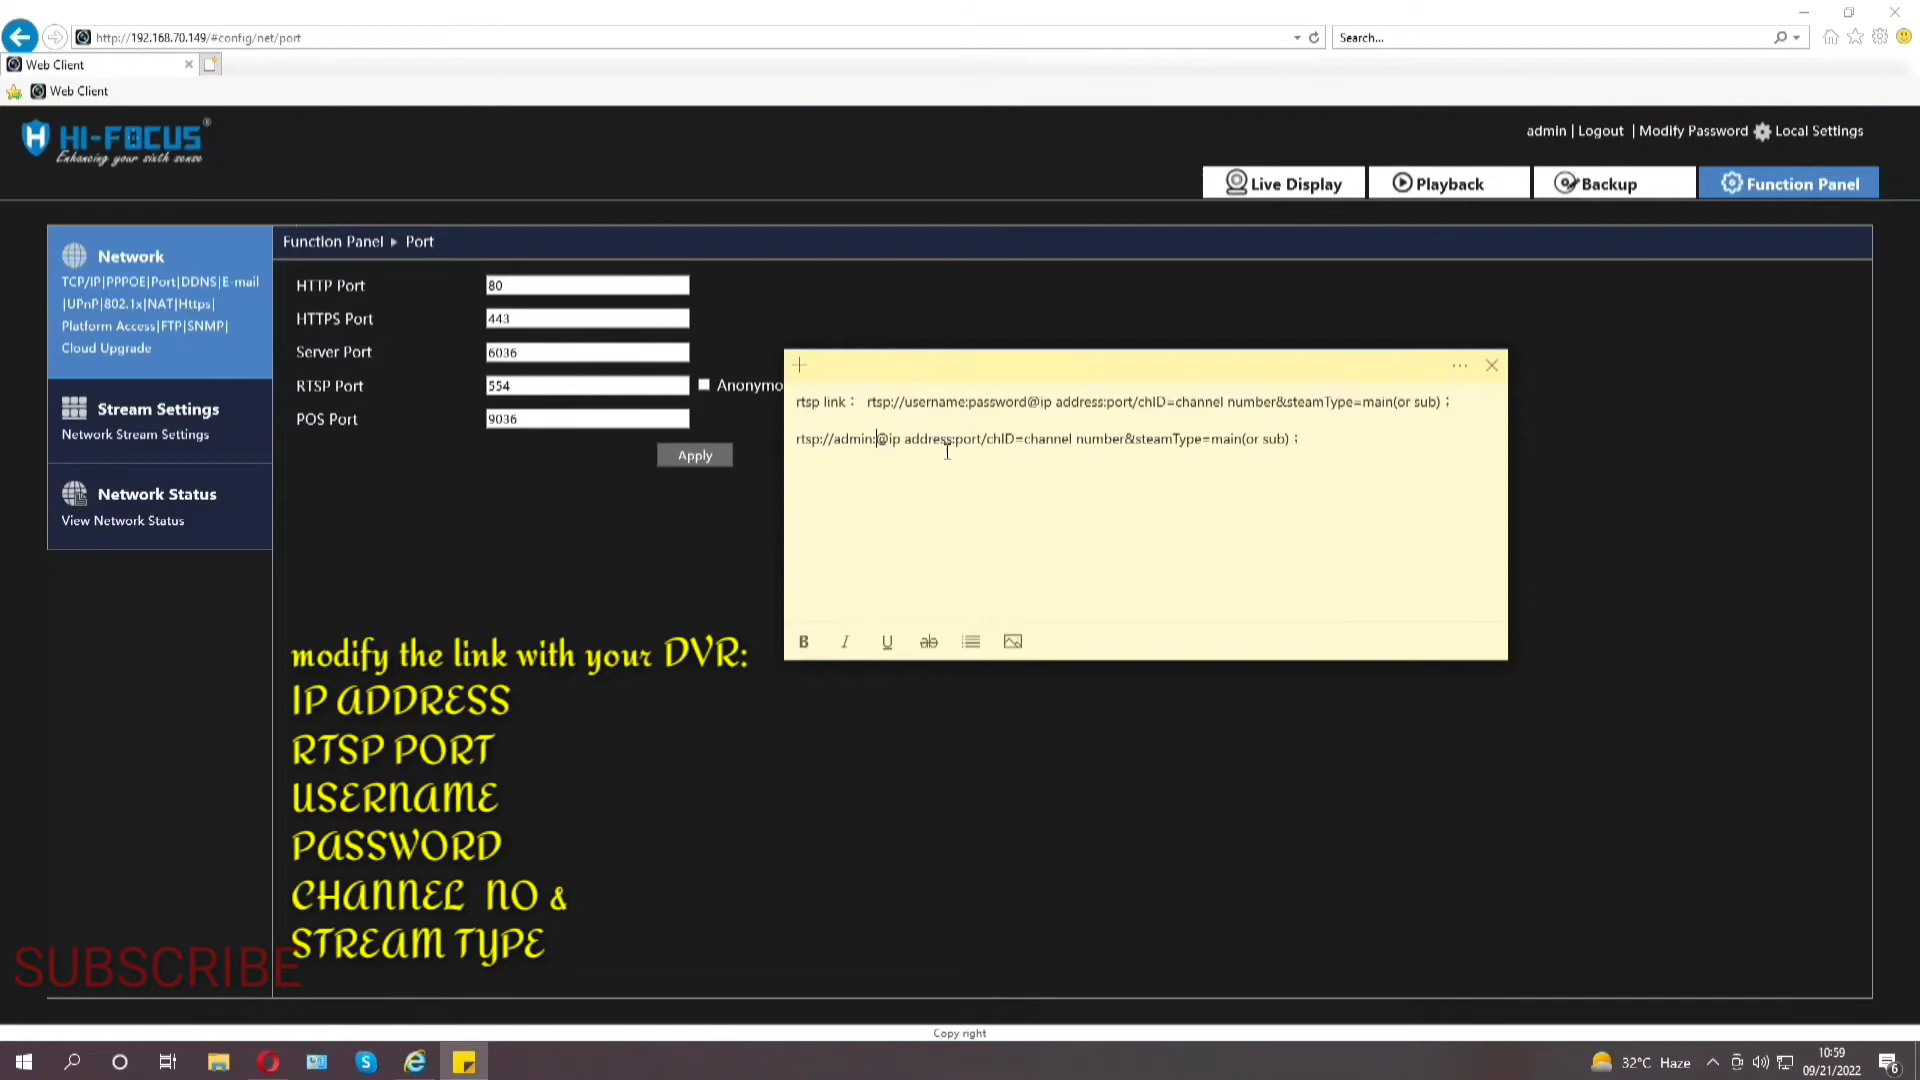 http://192.168.70.149/#config/net/port
Search...
Web Client
Web Client
HI-FOCUS®
Enhancing your sixth sense
admin | Logout | Modify Password Local Settings
Live Display
Playback
Backup
Function Panel
Network
TCP/IP|PPPOE|Port|DDNS|E-mail
|UPnP|802.1x|NAT|Https|
Platform Access|FTP|SNMP|
Cloud Upgrade
Stream Settings
Network Stream Settings
Network Status
View Network Status
Function Panel ▸ Port
HTTP Port 80
HTTPS Port 443
Server Port 6036
RTSP Port 554 Anonymo
POS Port 9036
Apply
rtsp link： rtsp://username:password@ip address:port/chID=channel number&steamType=main(or sub)；
rtsp://admin:@ip address:port/chID=channel number&steamType=main(or sub)；
B I U ab
modify the link with your DVR:
IP ADDRESS
RTSP PORT
USERNAME
PASSWORD
CHANNEL NO &
STREAM TYPE
SUBSCRIBE
Copy right
32°C Haze
10:59
09/21/2022
6